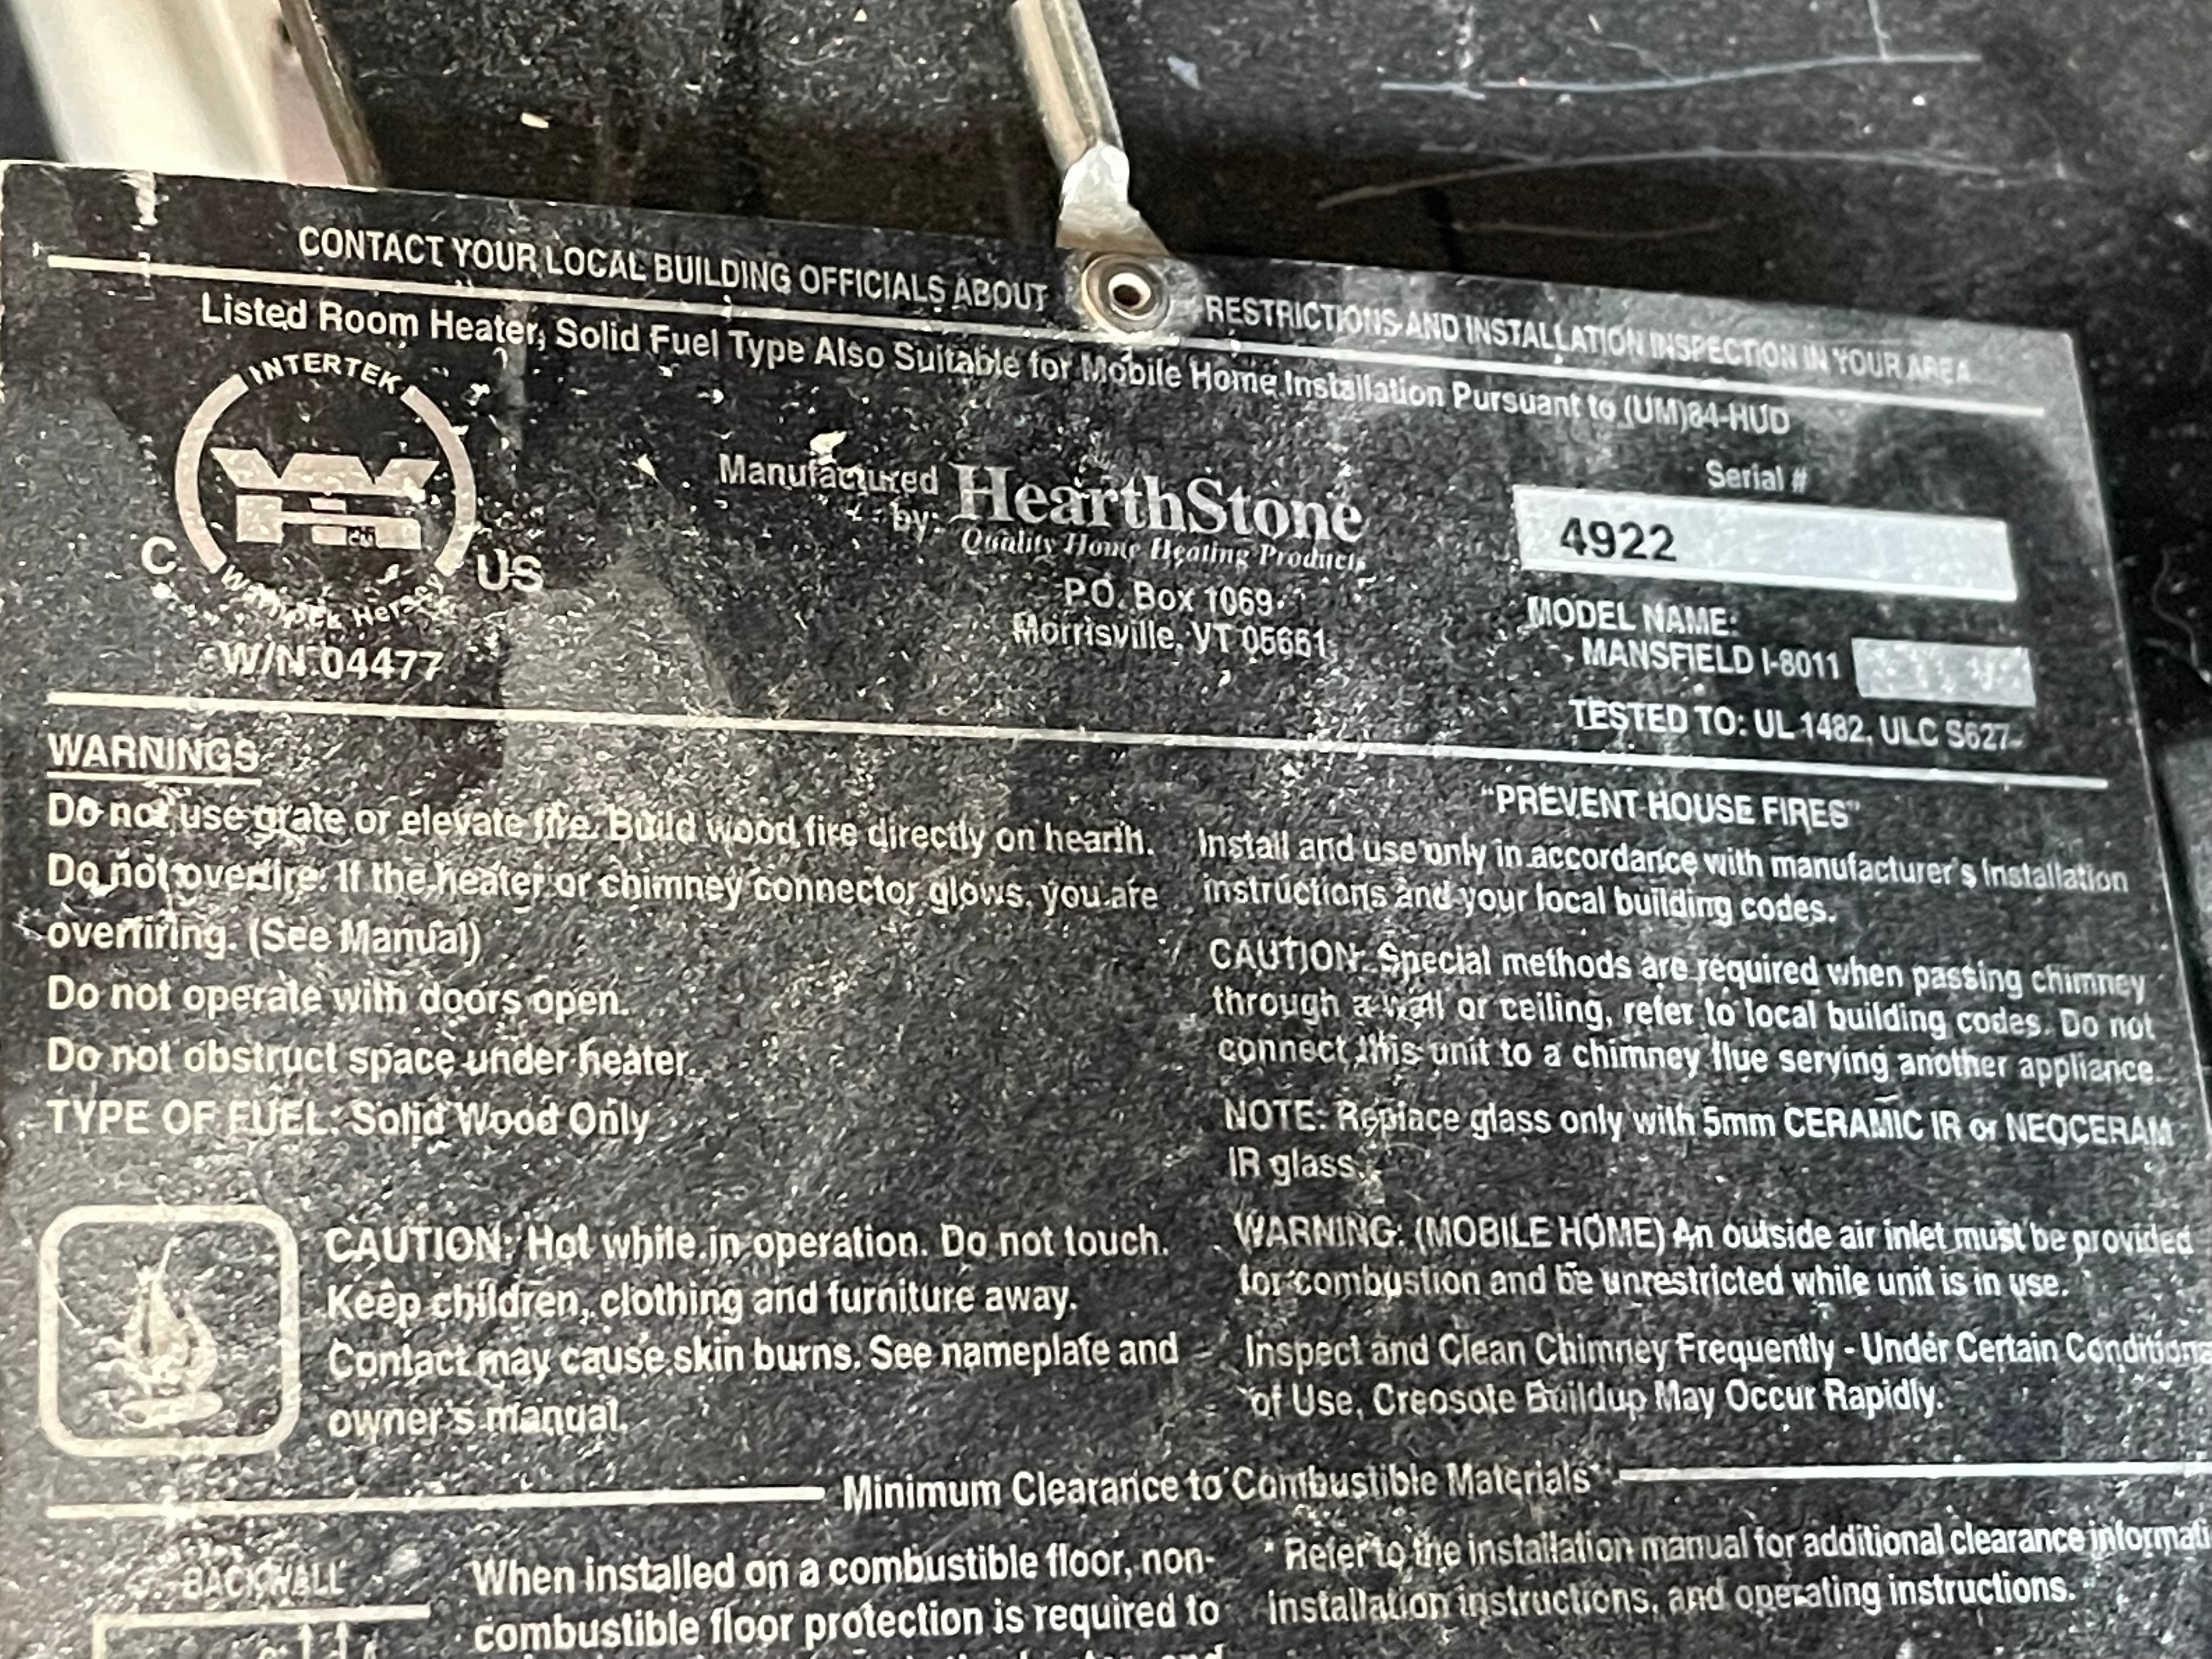 CONTACT YOUR LOCAL BUILDING OFFICIALS ABOUT RESTRICTIONS AND INSTALLATION INSPECTION IN YOUR AREA
Listed Room Heater, Solid Fuel Type Also Suitable for Mobile Home Installation Pursuant to (UM)84-HUD
INTERTEK
WH
C US
Warnock Hersey
W/N 04477
Manufactured by: HearthStone
Quality Home Heating Products
P.O. Box 1069
Morrisville, VT 05661
Serial #
4922
MODEL NAME:
MANSFIELD I-8011
TESTED TO: UL 1482, ULC S627
WARNINGS
Do not use grate or elevate fire. Build wood fire directly on hearth.
Do not overfire. If the heater or chimney connector glows, you are
overfiring. (See Manual)
Do not operate with doors open.
Do not obstruct space under heater.
TYPE OF FUEL: Solid Wood Only
CAUTION: Hot while in operation. Do not touch.
Keep children, clothing and furniture away.
Contact may cause skin burns. See nameplate and
owner's manual.
"PREVENT HOUSE FIRES"
Install and use only in accordance with manufacturer's Installation
instructions and your local building codes.
CAUTION: Special methods are required when passing chimney
through a wall or ceiling, refer to local building codes. Do not
connect this unit to a chimney flue serving another appliance.
NOTE: Replace glass only with 5mm CERAMIC IR or NEOCERAM
IR glass.
WARNING: (MOBILE HOME) An outside air inlet must be provided
for combustion and be unrestricted while unit is in use.
Inspect and Clean Chimney Frequently - Under Certain Conditions
of Use, Creosote Buildup May Occur Rapidly.
Minimum Clearance to Combustible Materials*
BACKWALL
When installed on a combustible floor, non-
combustible floor protection is required to
* Refer to the installation manual for additional clearance informati
installation instructions, and operating instructions.